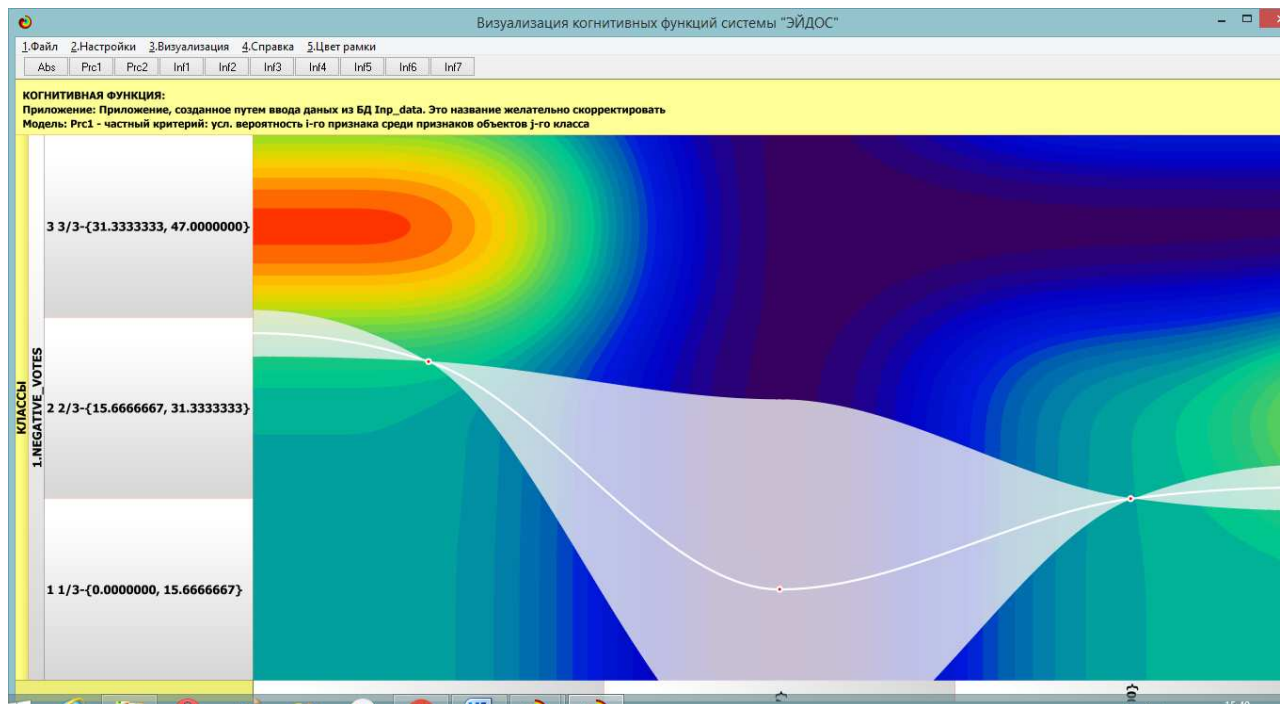 Визуализация когнитивных функций системы "ЭЙДОС"
1.Файл 2.Настройки 3.Визуализация 4.Справка 5.Цвет рамки
Abs Prc1 Prc2 Inf1 Inf2 Inf3 Inf4 Inf5 Inf6 Inf7
КОГНИТИВНАЯ ФУНКЦИЯ:
Приложение: Приложение, созданное путем ввода даных из БД Inp_data. Это название желательно скорректировать
Модель: Prc1 - частный критерий: усл. вероятность i-го признака среди признаков объектов j-го класса
КЛАССЫ
1.NEGATIVE_VOTES
3 3/3-{31.3333333, 47.0000000}
2 2/3-{15.6666667, 31.3333333}
1 1/3-{0.0000000, 15.6666667}